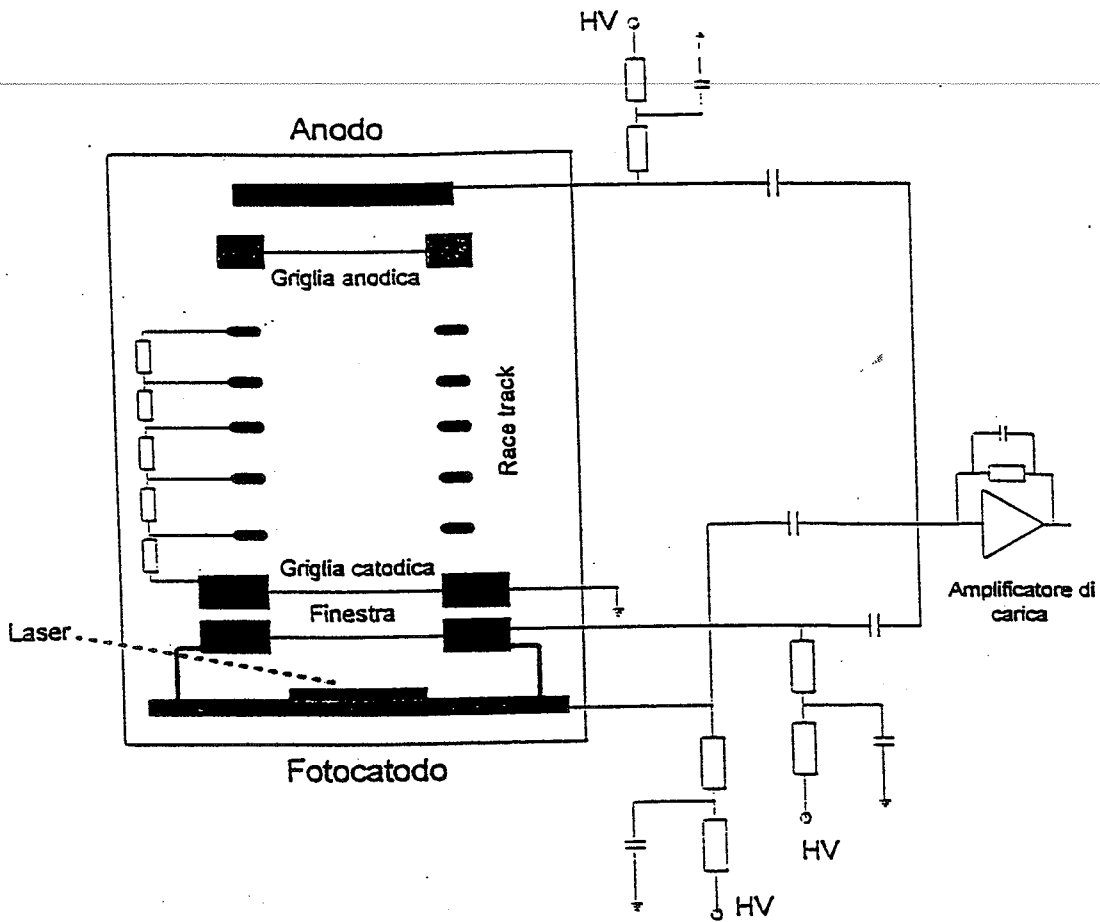 HV
Anodo
Griglia anodica
Race track
Griglia catodica
Finestra
Laser
Amplificatore di
carica
Fotocatodo
HV
HV